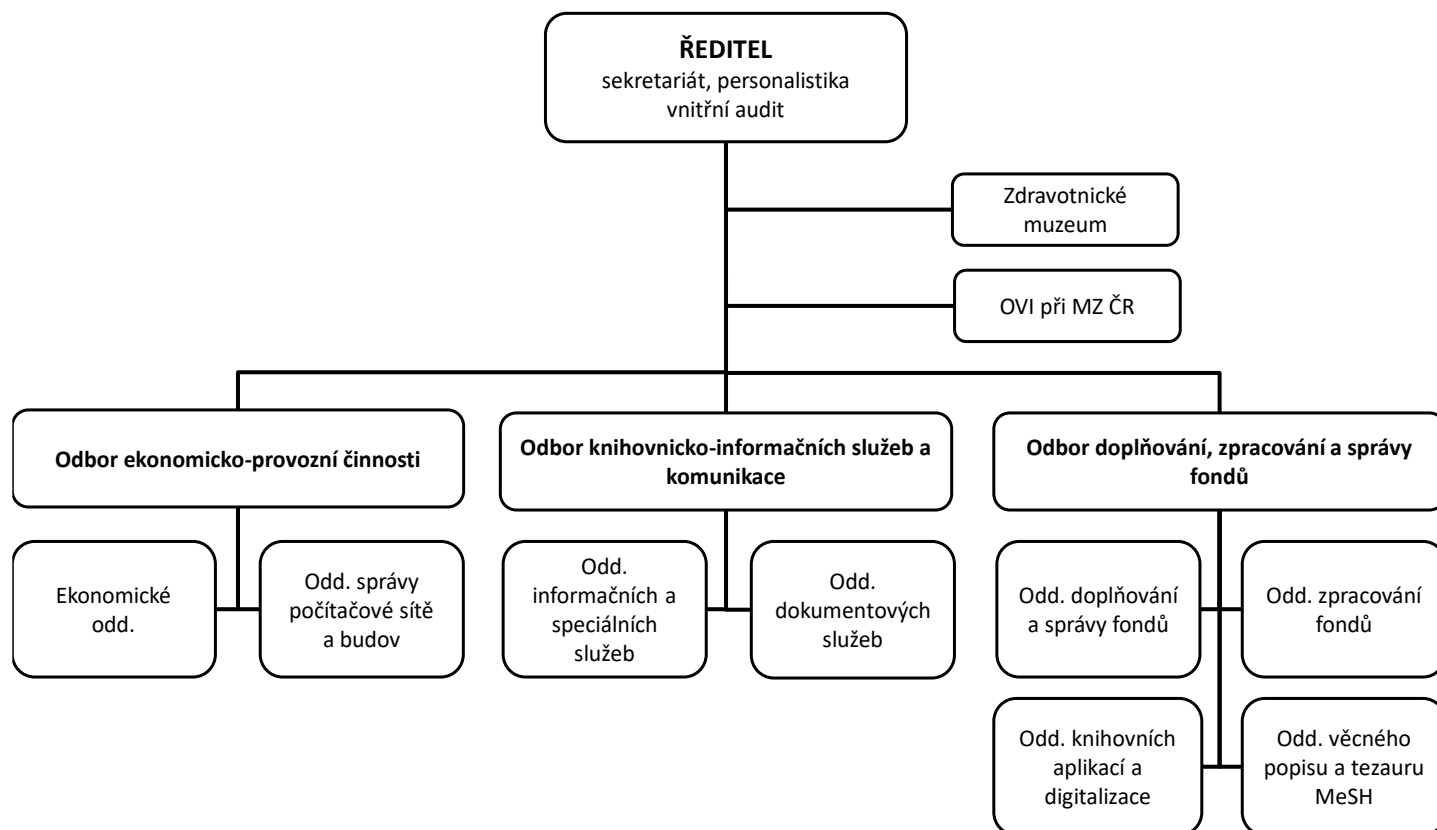 ŘEDITEL
sekretariát, personalistika
vnitřní audit
Zdravotnické
muzeum
OVI při MZ ČR
Odbor ekonomicko-provozní činnosti
Odbor knihovnicko-informačních služeb a
komunikace
Odbor doplňování, zpracování a správy
fondů
Ekonomické
odd.
Odd. správy
počítačové sítě
a budov
Odd.
informačních a
speciálních
služeb
Odd.
dokumentových
služeb
Odd. doplňování
a správy fondů
Odd. zpracování
fondů
Odd. knihovních
aplikací a
digitalizace
Odd. věcného
popisu a tezauru
MeSH